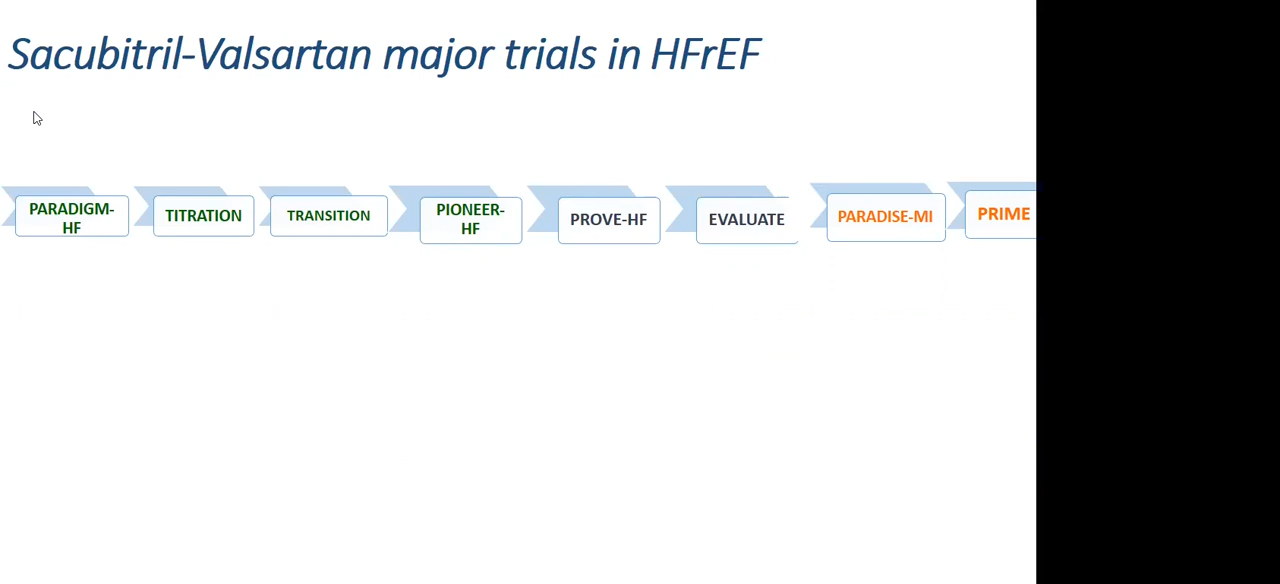 Sacubitril-Valsartan major trials in HFrEF
PARADIGM-
HF
TITRATION
TRANSITION
PIONEER-
HF
PROVE-HF
EVALUATE
PARADISE-MI
PRIME